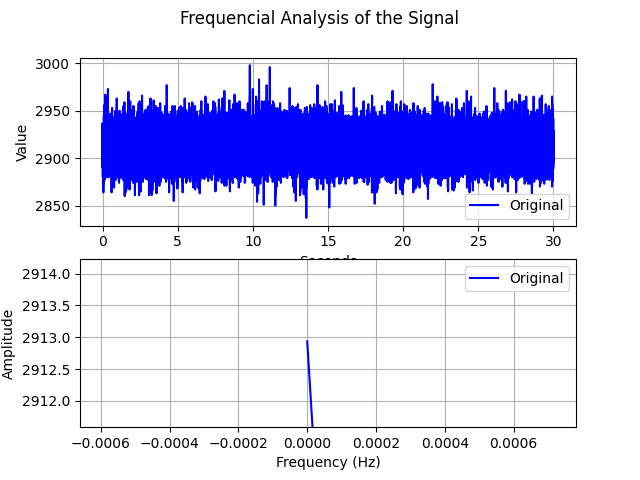 Frequencial Analysis of the Signal
3000
2950
2900
2850
Value
Original
0 5 10 15 20 25 30
2914.0
2913.5
2913.0
2912.5
2912.0
Amplitude
Original
−0.0006 −0.0004 −0.0002 0.0000 0.0002 0.0004 0.0006
Frequency (Hz)